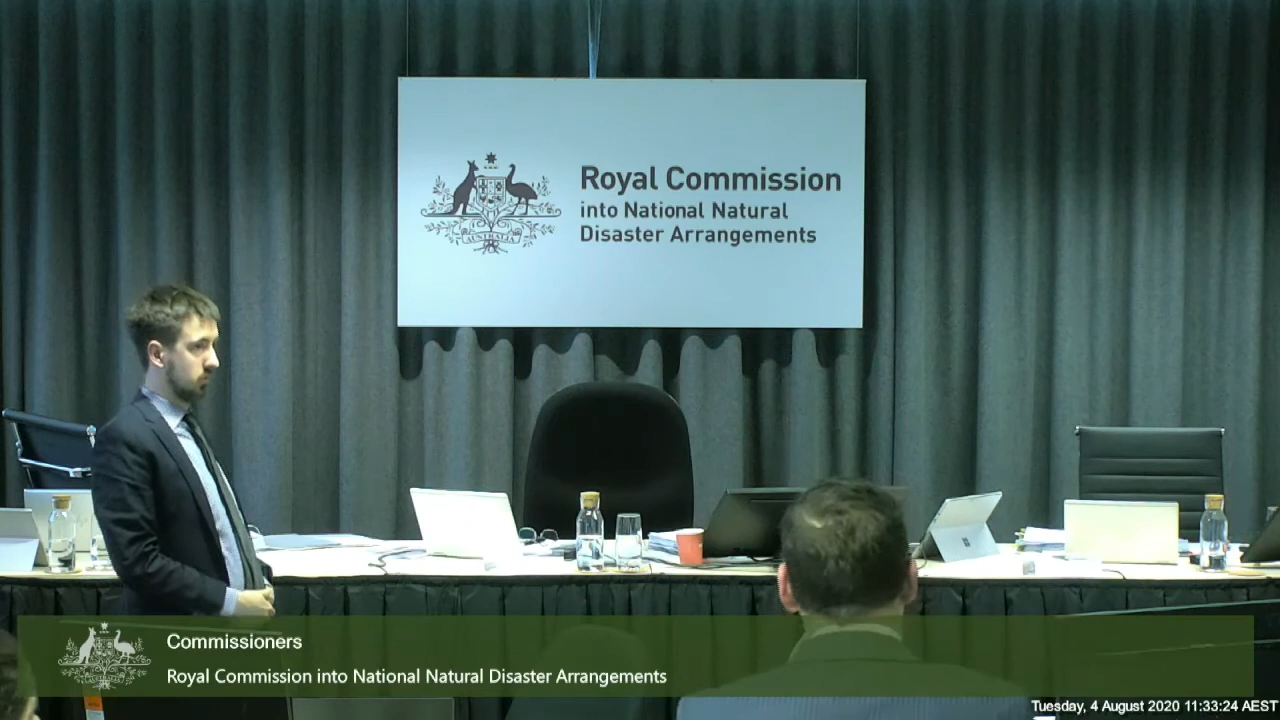 Royal Commission
into National Natural
Disaster Arrangements
AUSTRALIA
Commissioners
Royal Commission into National Natural Disaster Arrangements
Tuesday, 4 August 2020 11:33:24 AEST